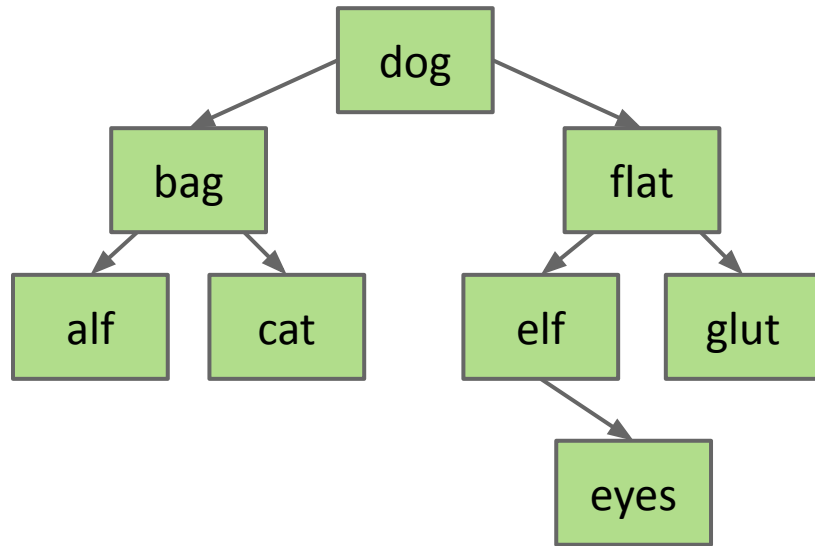 dog
bag
flat
alf
cat
elf
glut
eyes